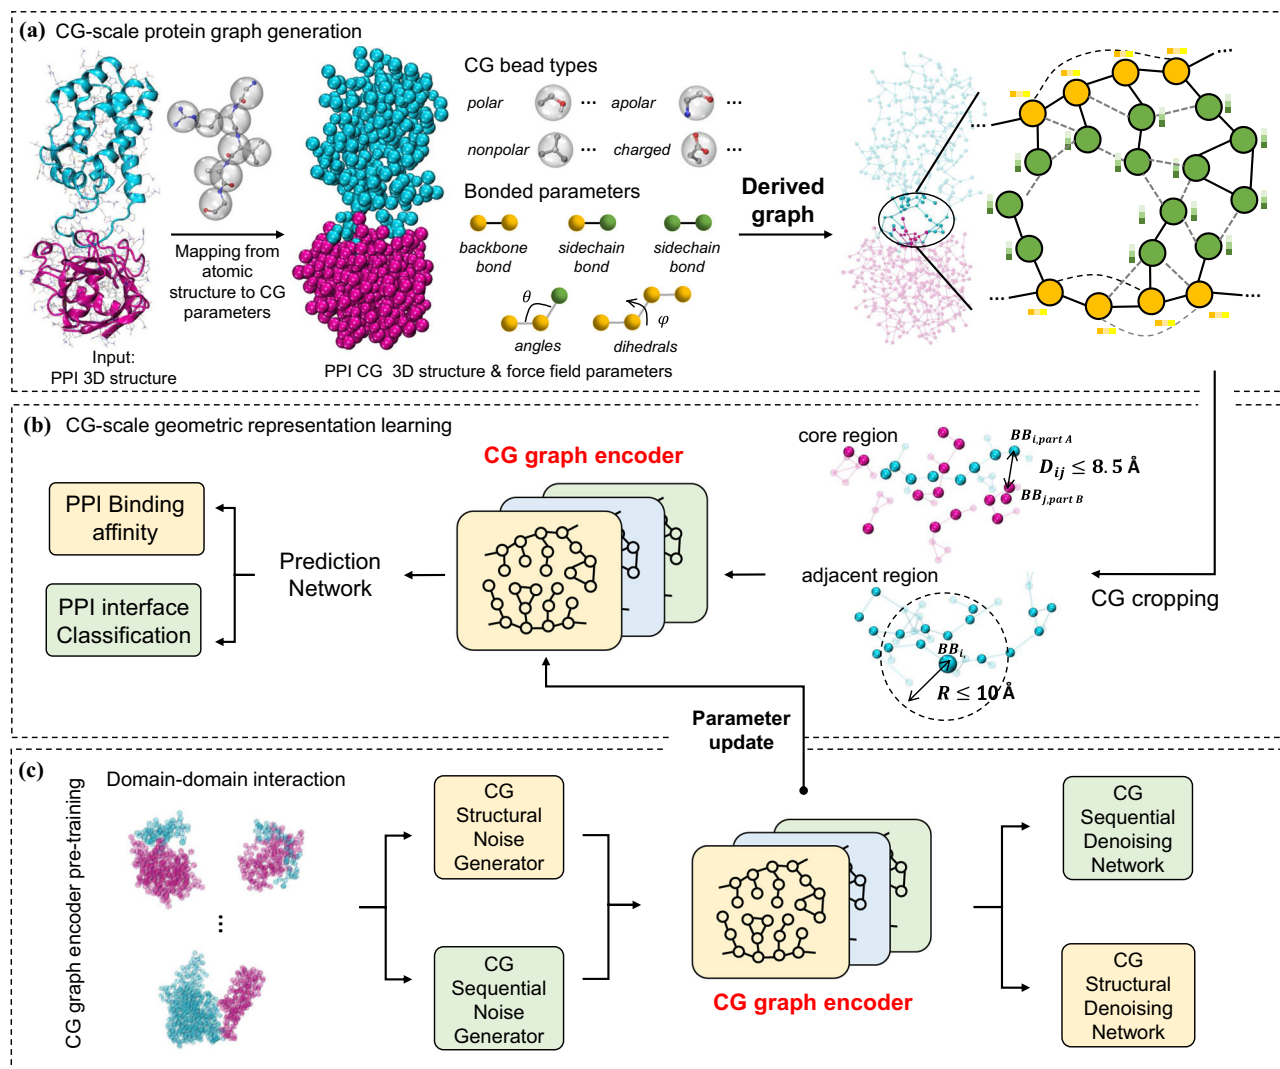 (a) CG-scale protein graph generation
CG bead types
polar ... apolar ...
nonpolar ... charged ...
Bonded parameters
backbone
bond
sidechain
bond
sidechain
bond
θ
angles
φ
dihedrals
Mapping from
atomic
structure to CG
parameters
Input:
PPI 3D structure
PPI CG 3D structure & force field parameters
Derived
graph
...
...
...
...
(b) CG-scale geometric representation learning
CG graph encoder
PPI Binding
affinity
PPI interface
Classification
Prediction
Network
core region
BB_{i,part A}
D_{ij} ≤ 8.5 Å
BB_{j,part B}
adjacent region
BB_{i,}
R ≤ 10 Å
CG cropping
Parameter
update
(c)
CG graph encoder pre-training
Domain-domain interaction
...
CG
Structural
Noise
Generator
CG
Sequential
Noise
Generator
CG graph encoder
CG
Sequential
Denoising
Network
CG
Structural
Denoising
Network